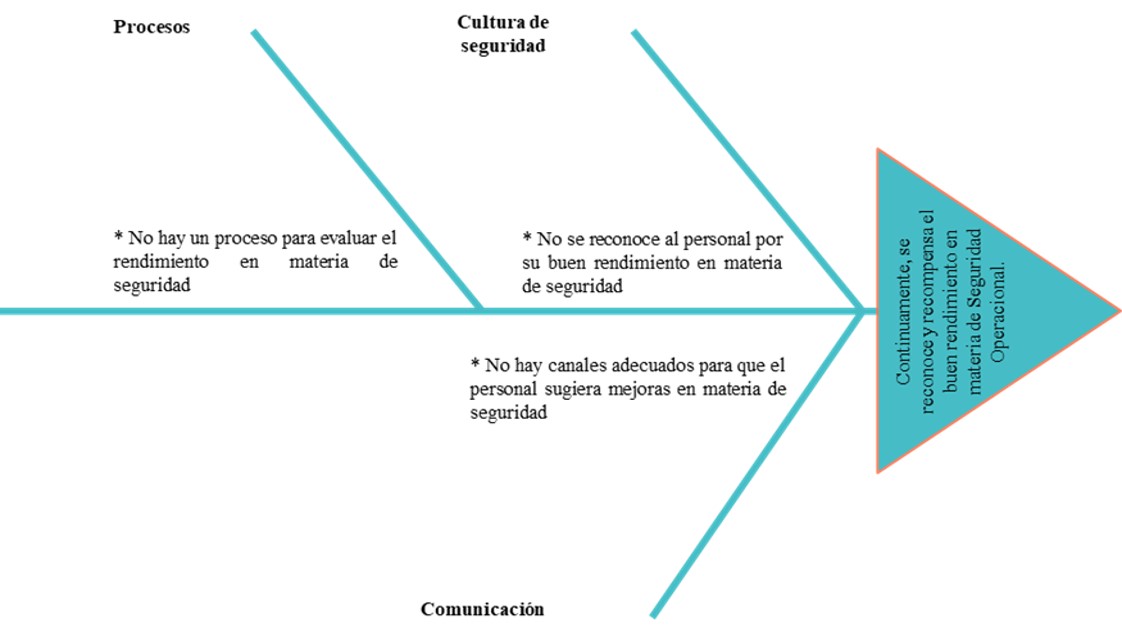 Procesos
Cultura de
seguridad
* No hay un proceso para evaluar el
rendimiento en materia de
seguridad
* No se reconoce al personal por
su buen rendimiento en materia
de seguridad
* No hay canales adecuados para que el
personal sugiera mejoras en materia de
seguridad
Comunicación
Continuamente, se
reconoce y recompensa el
buen rendimiento en
materia de Seguridad
Operacional.